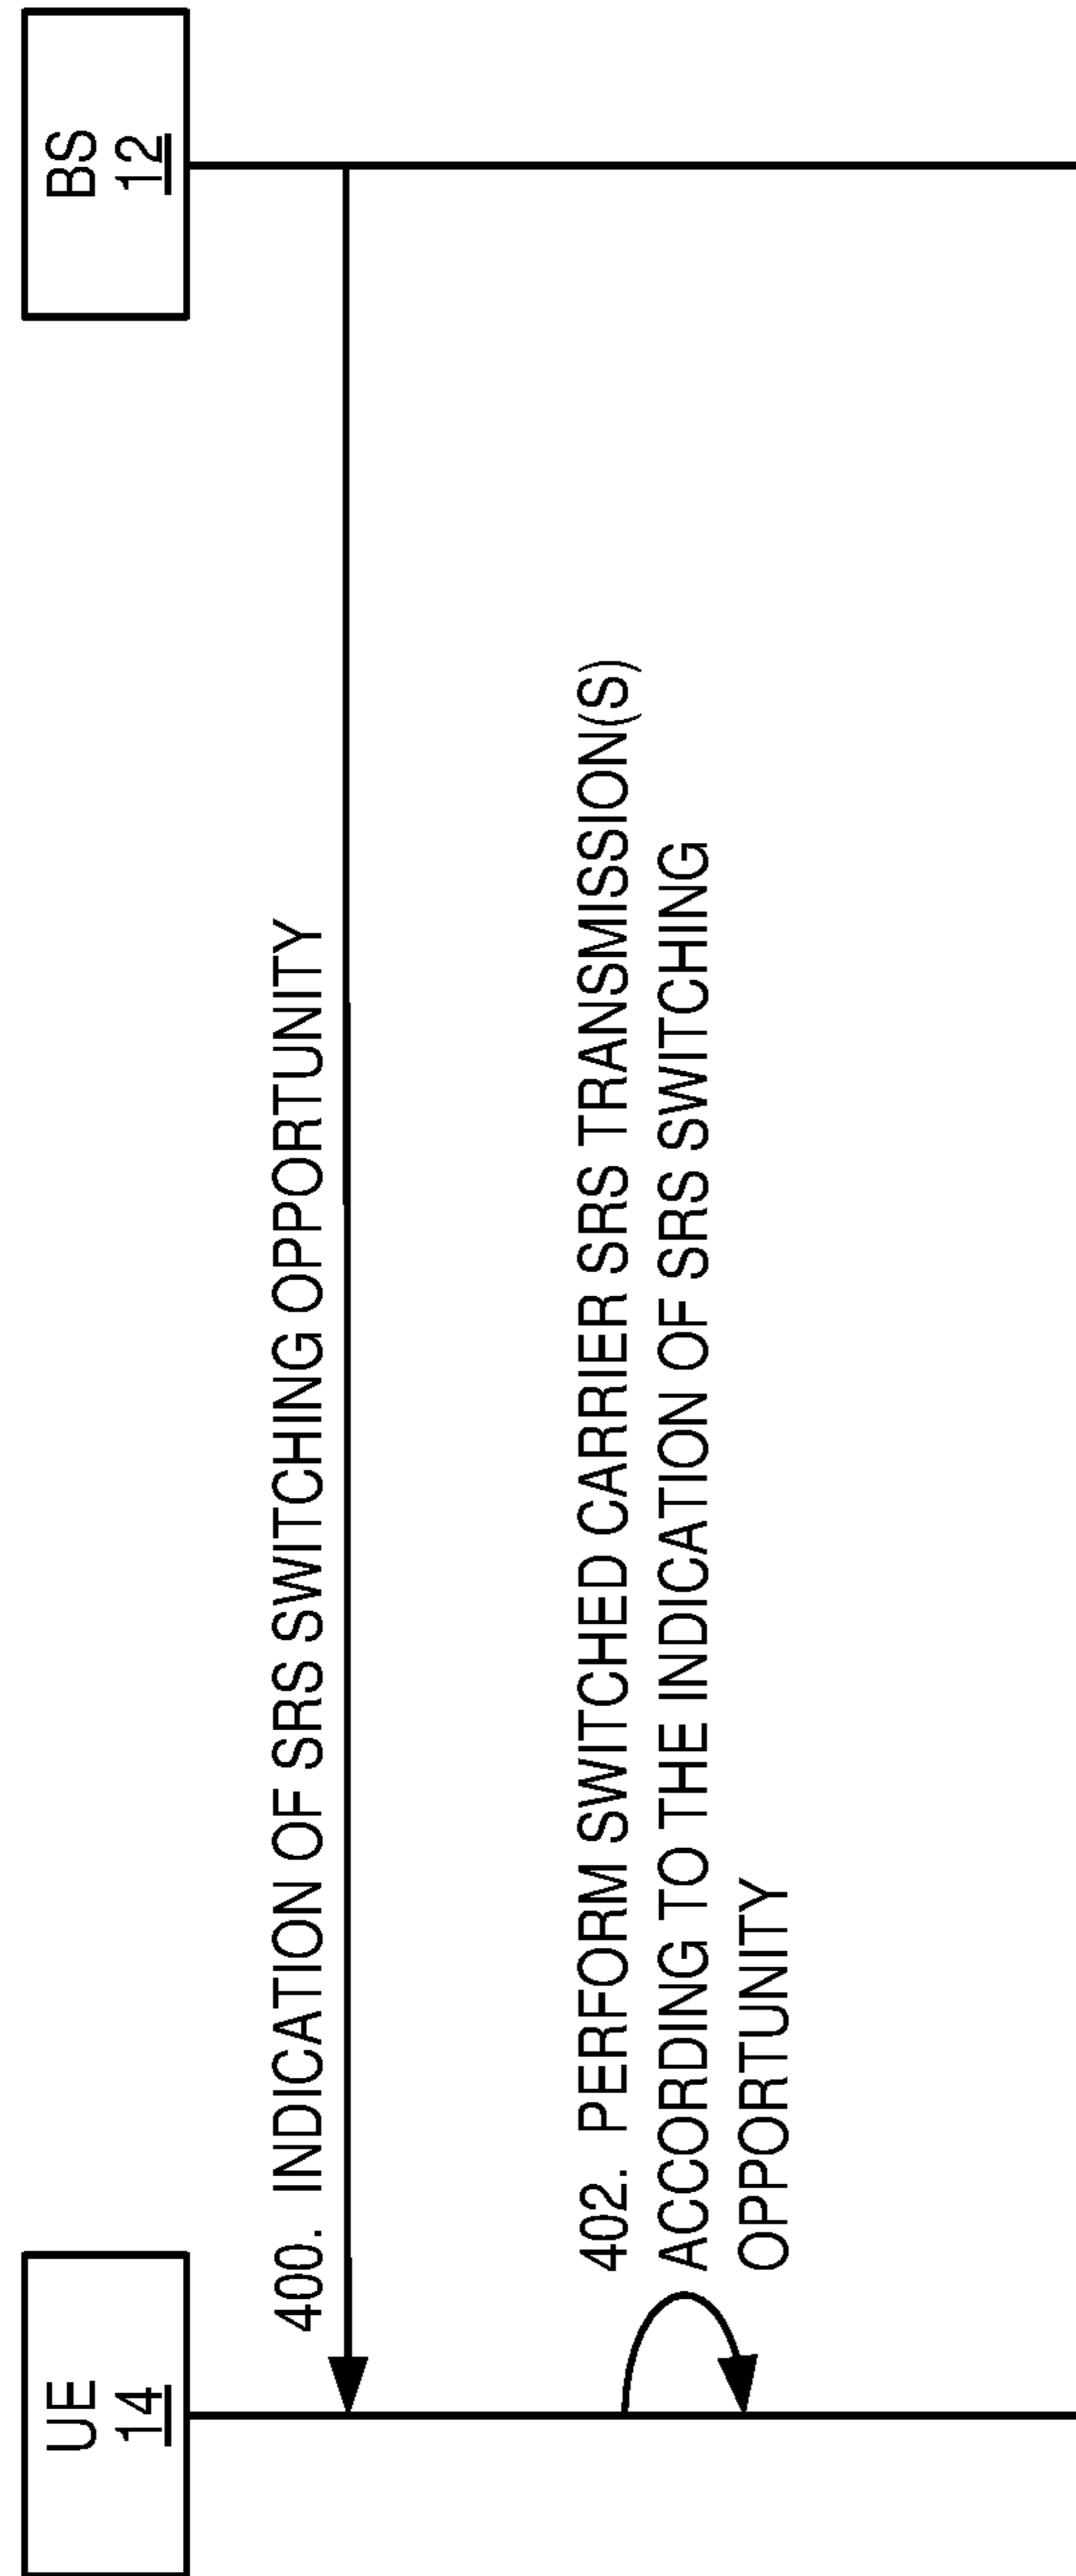 UE
14
BS
12
400. INDICATION OF SRS SWITCHING OPPORTUNITY
402. PERFORM SWITCHED CARRIER SRS TRANSMISSION(S)
ACCORDING TO THE INDICATION OF SRS SWITCHING
OPPORTUNITY